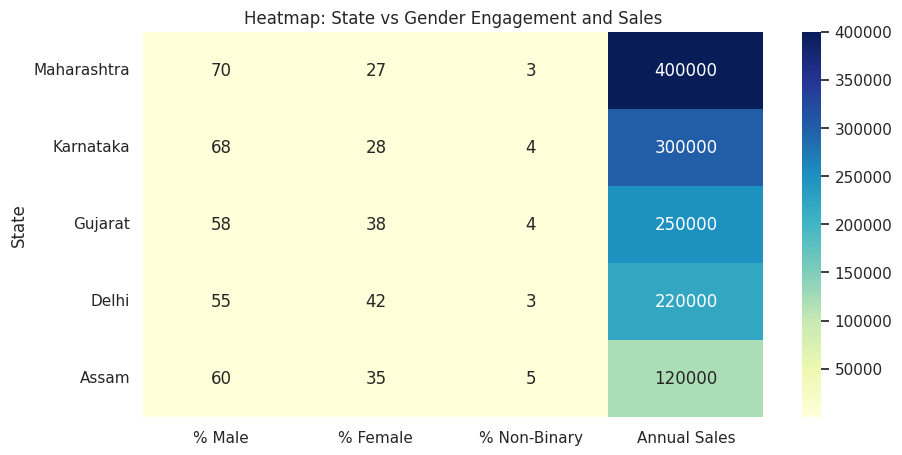 Heatmap: State vs Gender Engagement and Sales
State
Maharashtra 70 27 3 400000
Karnataka 68 28 4 300000
Gujarat 58 38 4 250000
Delhi 55 42 3 220000
Assam 60 35 5 120000
% Male % Female % Non-Binary Annual Sales
400000
350000
300000
250000
200000
150000
100000
50000